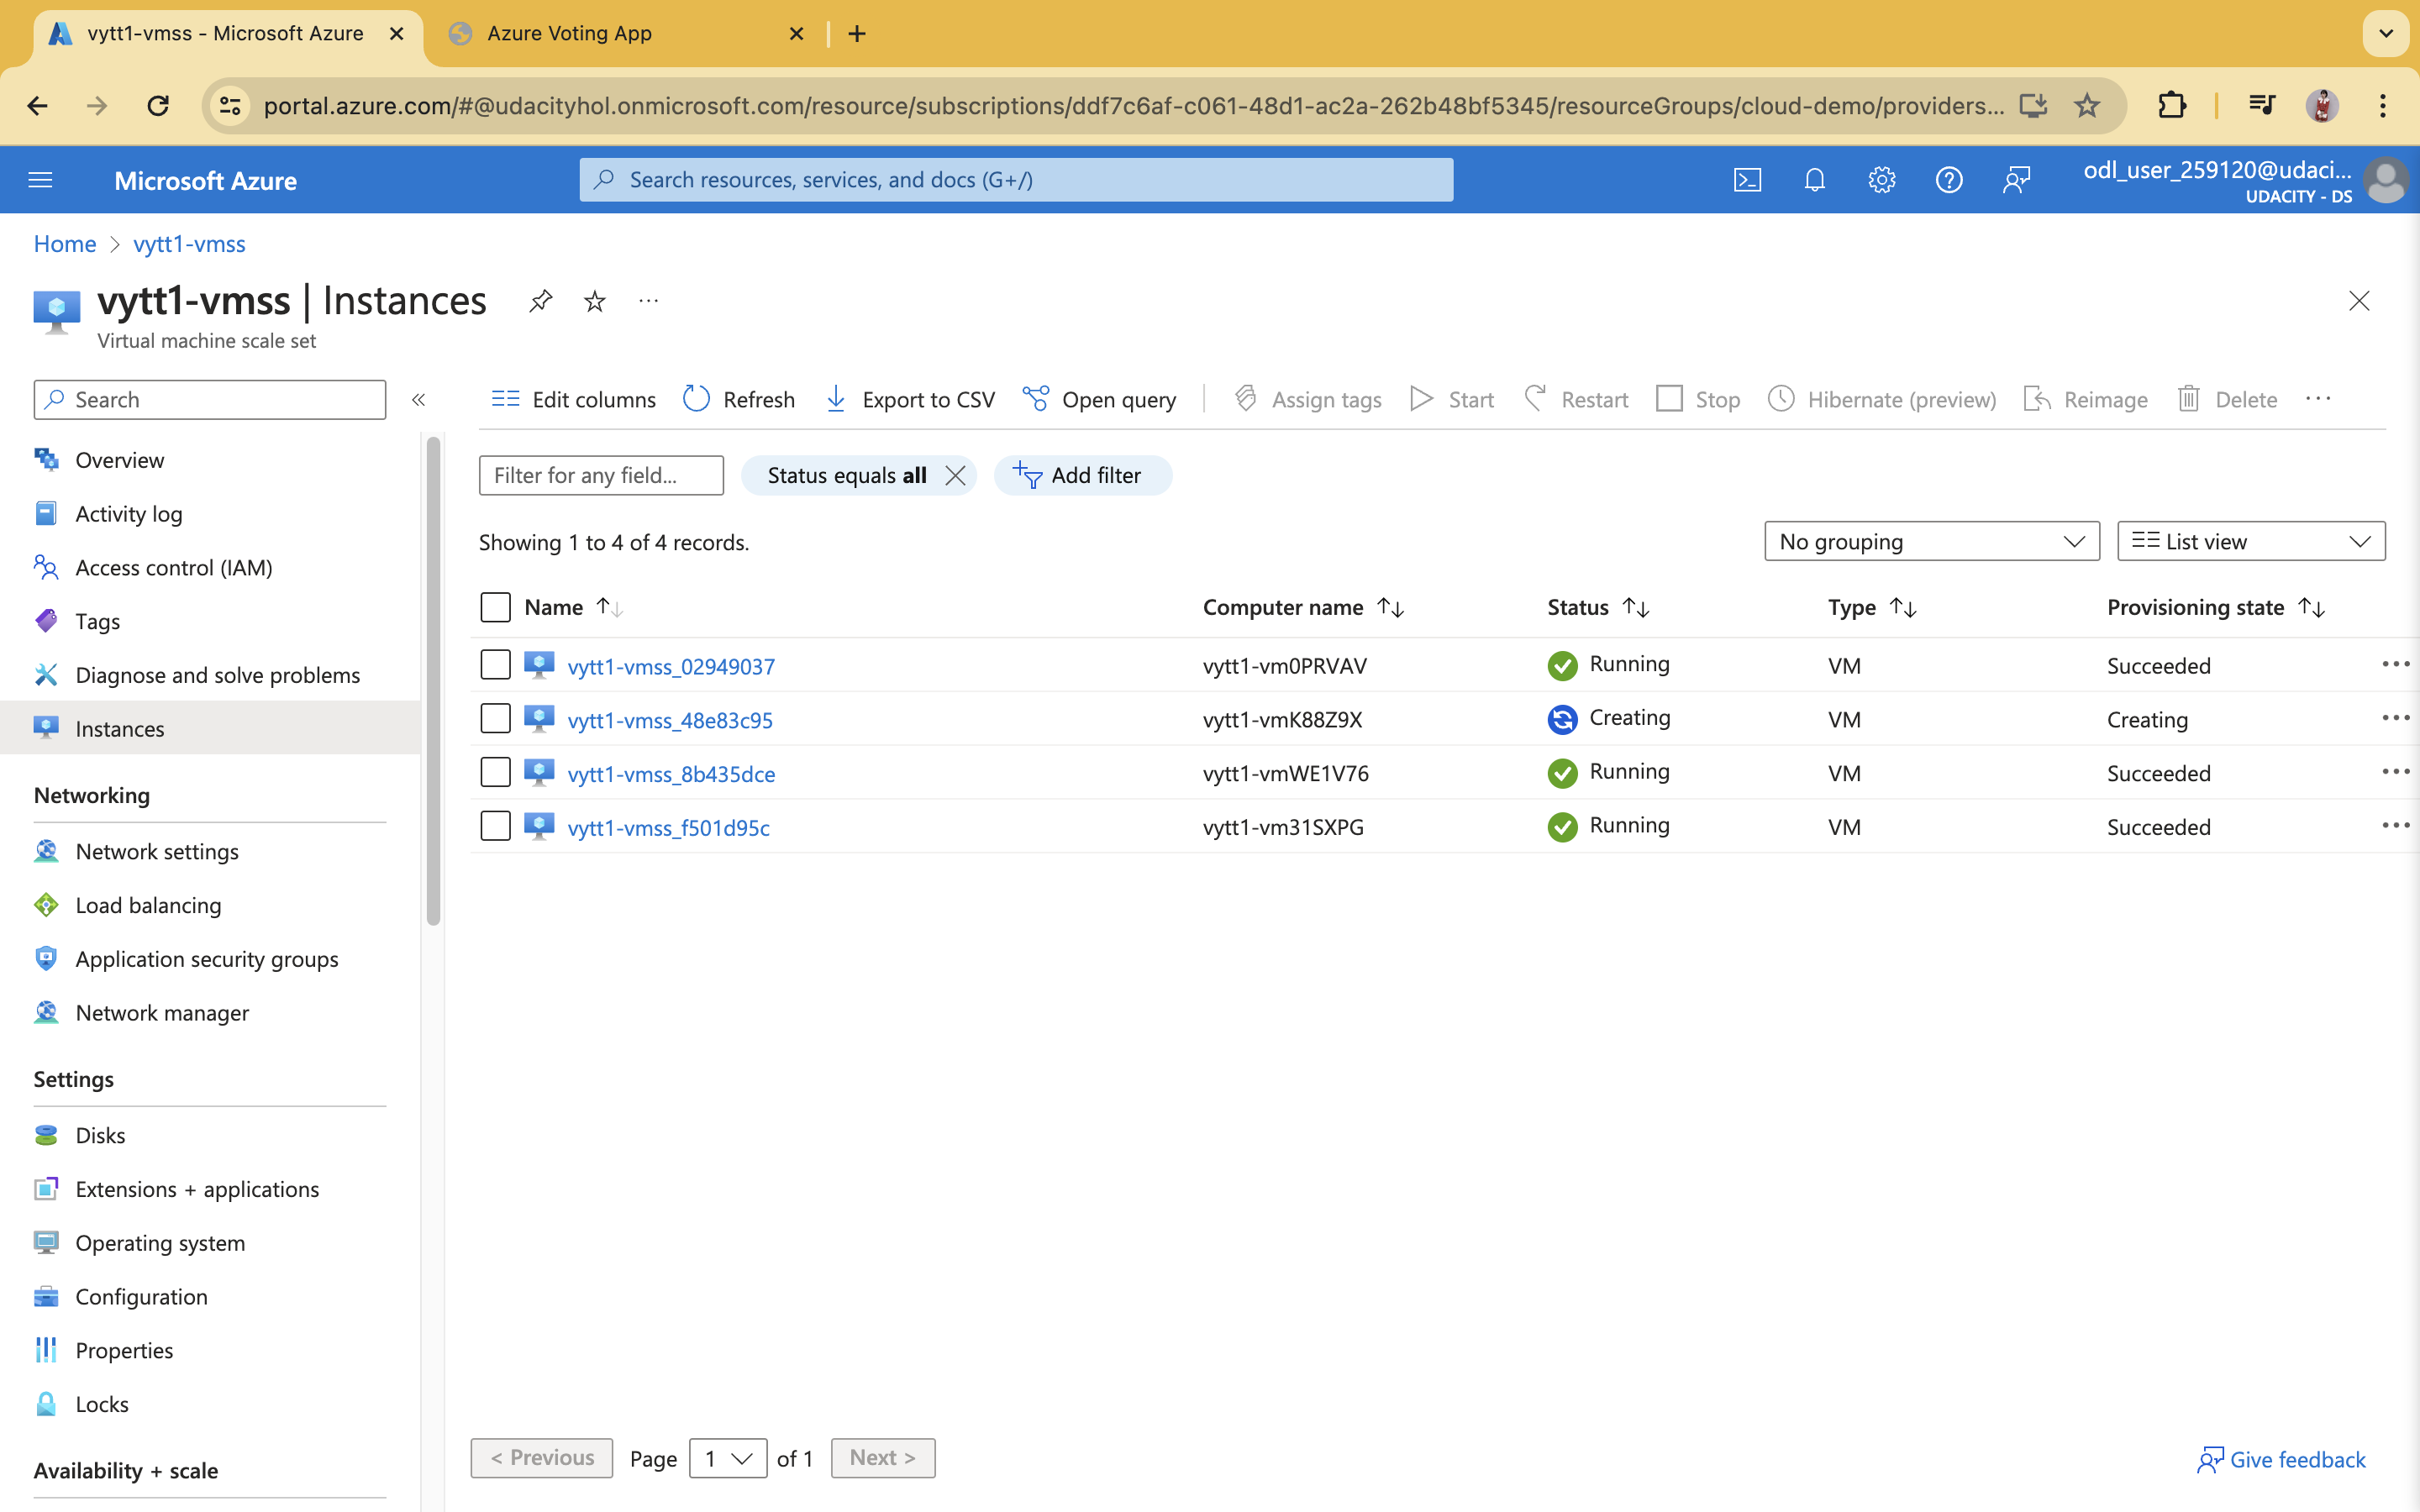 vytt1-vmss - Microsoft Azure
Azure Voting App
portal.azure.com/#@udacityhol.onmicrosoft.com/resource/subscriptions/ddf7c6af-c061-48d1-ac2a-262b48bf5345/resourceGroups/cloud-demo/providers...
Microsoft Azure
Search resources, services, and docs (G+/)
odl_user_259120@udaci...
UDACITY - DS
Home > vytt1-vmss
vytt1-vmss | Instances
Virtual machine scale set
Search
Edit columns Refresh Export to CSV Open query Assign tags Start Restart Stop Hibernate (preview) Reimage Delete
Overview
Activity log
Access control (IAM)
Tags
Diagnose and solve problems
Instances
Networking
Network settings
Load balancing
Application security groups
Network manager
Settings
Disks
Extensions + applications
Operating system
Configuration
Properties
Locks
Availability + scale
Filter for any field... Status equals all Add filter
Showing 1 to 4 of 4 records.
No grouping List view
Name Computer name Status Type Provisioning state
vytt1-vmss_02949037 vytt1-vm0PRVAV Running VM Succeeded
vytt1-vmss_48e83c95 vytt1-vmK88Z9X Creating VM Creating
vytt1-vmss_8b435dce vytt1-vmWE1V76 Running VM Succeeded
vytt1-vmss_f501d95c vytt1-vm31SXPG Running VM Succeeded
< Previous Page 1 of 1 Next >
Give feedback